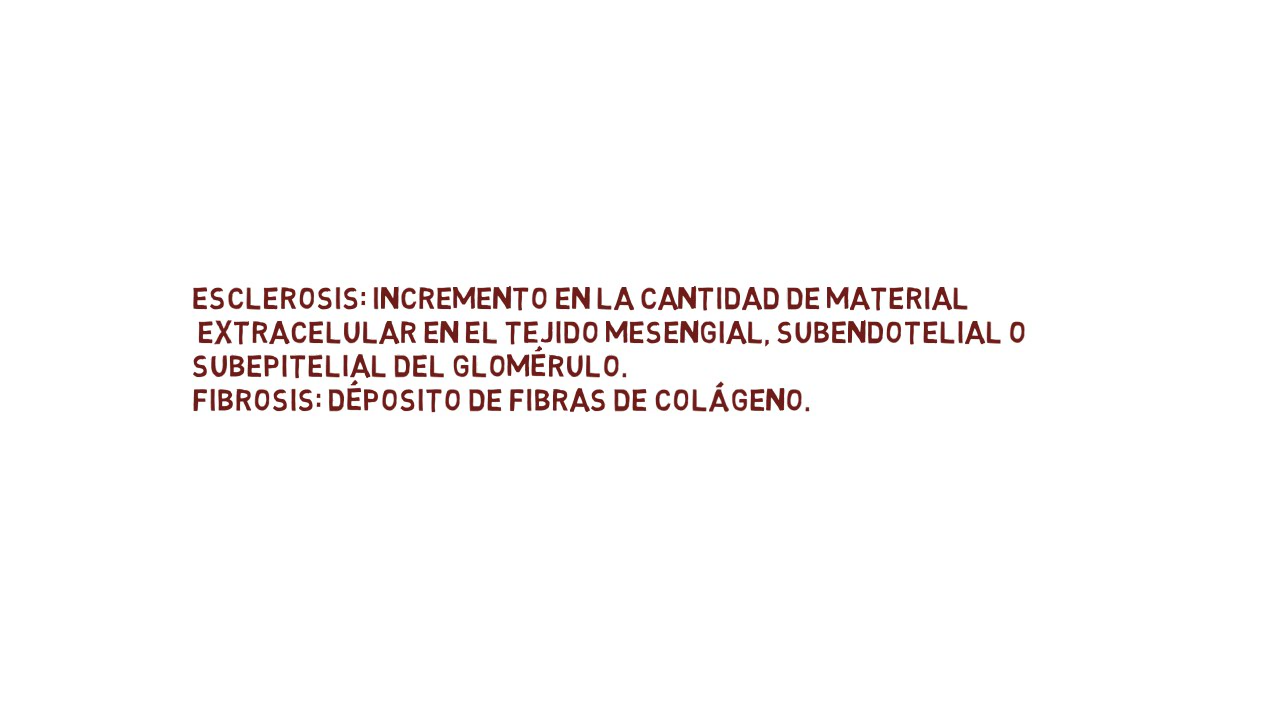 ESCLEROSIS: INCREMENTO EN LA CANTIDAD DE MATERIAL
EXTRACELULAR EN EL TEJIDO MESENGIAL, SUBENDOTELIAL O
SUBEPITELIAL DEL GLOMÉRULO.
FIBROSIS: DÉPOSITO DE FIBRAS DE COLÁGENO.